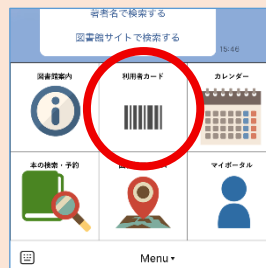 著者名で検索する
図書館サイトで検索する
15:46
図書館案内
利用者カード
カレンダー
本の検索・予約
マイポータル
Menu